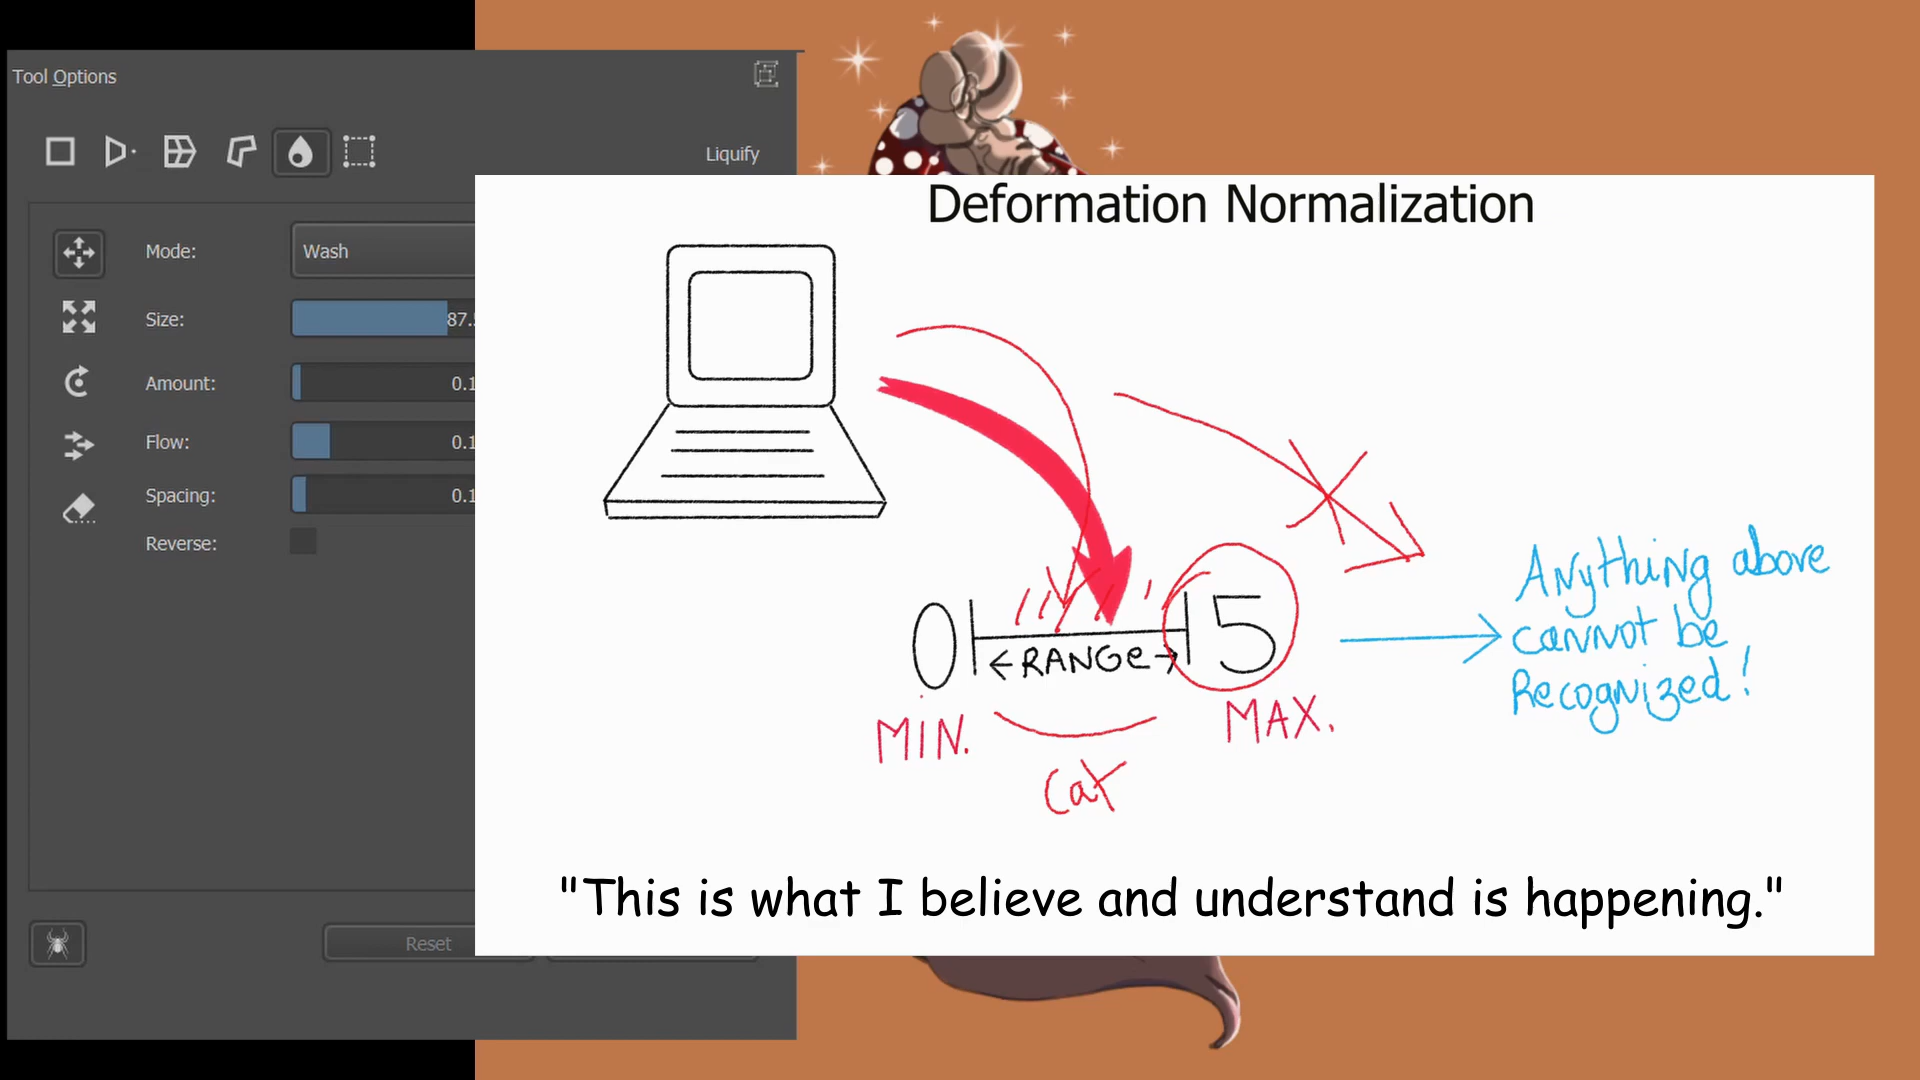 Tool Options
Liquify
Mode:
Wash
Size:
87.
Amount:
0.1
Flow:
0.1
Spacing:
0.1
Reverse:
Reset
Deformation Normalization
0
15
RANGe
MIN.
MAX.
Cat
Anything above
cannot be
Recognized!
"This is what I believe and understand is happening."